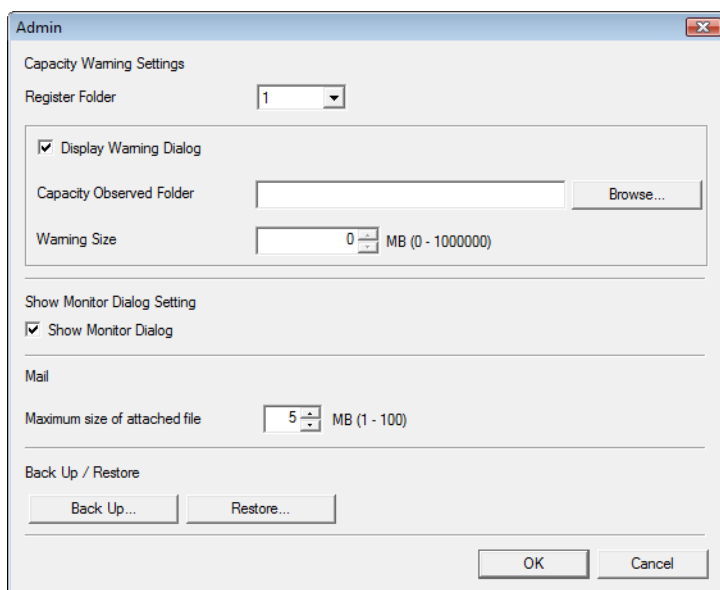 Admin
Capacity Warning Settings
Register Folder 1
Display Warning Dialog
Capacity Observed Folder Browse...
Warning Size 0 MB (0 - 1000000)
Show Monitor Dialog Setting
Show Monitor Dialog
Mail
Maximum size of attached file 5 MB (1 - 100)
Back Up / Restore
Back Up... Restore...
OK Cancel